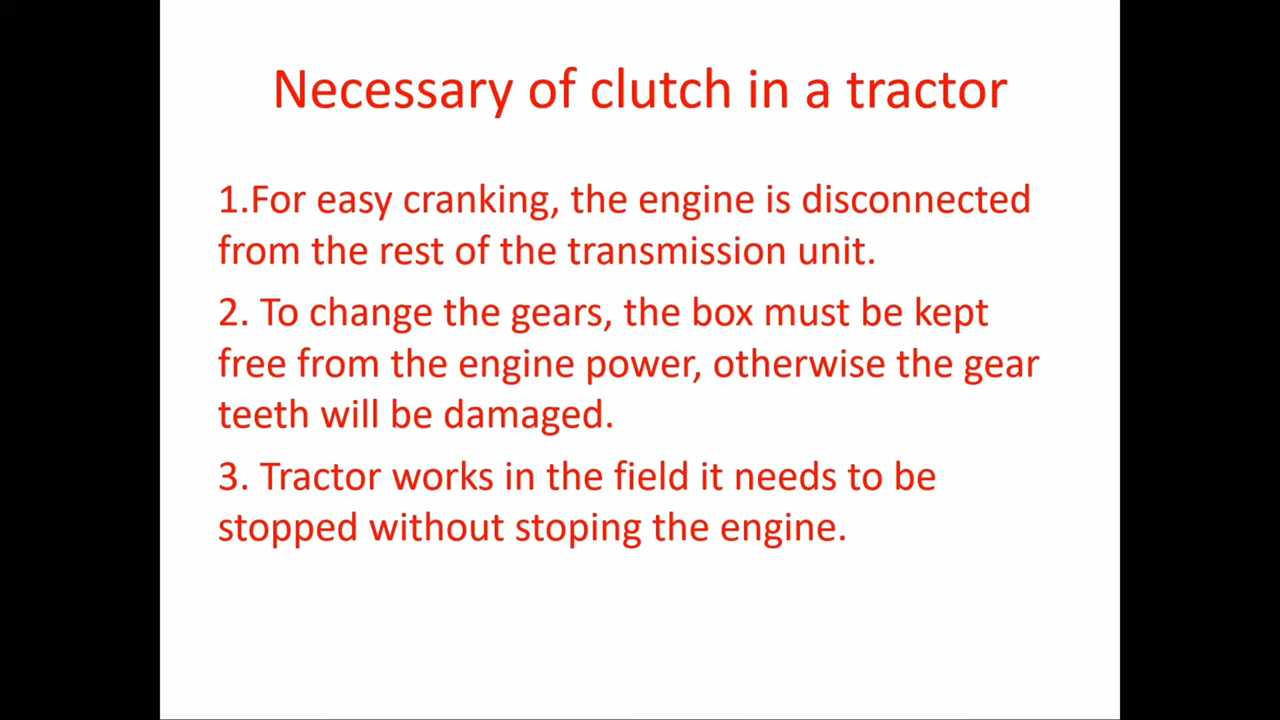 Necessary of clutch in a tractor
1.For easy cranking, the engine is disconnected
from the rest of the transmission unit.
2. To change the gears, the box must be kept
free from the engine power, otherwise the gear
teeth will be damaged.
3. Tractor works in the field it needs to be
stopped without stoping the engine.